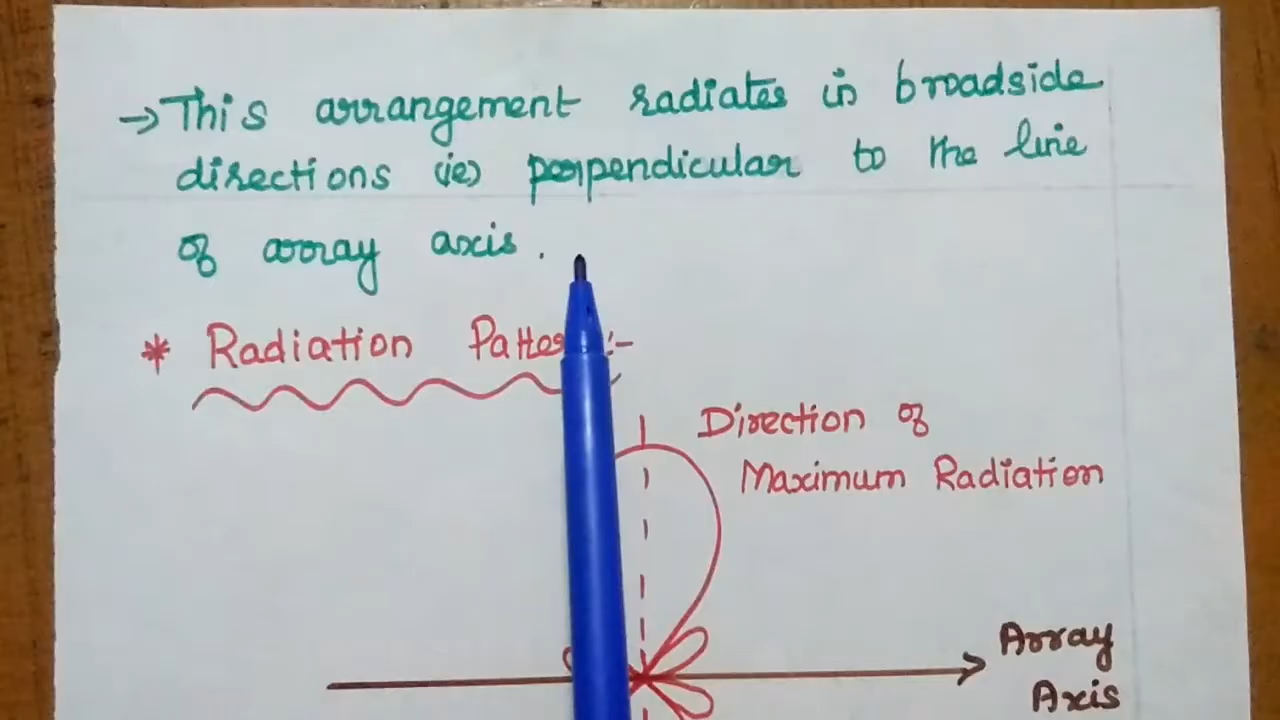 → This arrangement radiates in broadside
directions (ie) perpendicular to the line
of array axis.
* Radiation Patte :-
Direction of
Maximum Radiation
Array
Axis